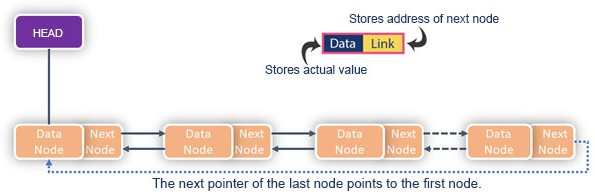 HEAD
Stores address of next node
Data Link
Stores actual value
Data Next Data Next Data Next Data Next
Node Node Node Node Node Node Node Node
The next pointer of the last node points to the first node.